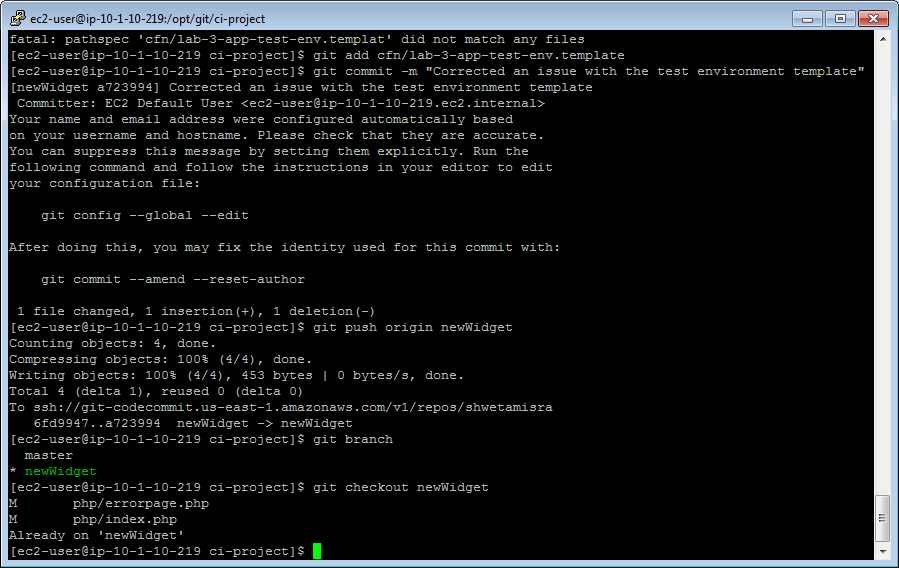 ec2-user@ip-10-1-10-219:/opt/git/ci-project
fatal: pathspec 'cfn/lab-3-app-test-env.templat' did not match any files
[ec2-user@ip-10-1-10-219 ci-project]$ git add cfn/lab-3-app-test-env.template
[ec2-user@ip-10-1-10-219 ci-project]$ git commit -m "Corrected an issue with the test environment template"
[newWidget a723994] Corrected an issue with the test environment template
 Committer: EC2 Default User <ec2-user@ip-10-1-10-219.ec2.internal>
Your name and email address were configured automatically based
on your username and hostname. Please check that they are accurate.
You can suppress this message by setting them explicitly. Run the
following command and follow the instructions in your editor to edit
your configuration file:
    git config --global --edit
After doing this, you may fix the identity used for this commit with:
    git commit --amend --reset-author
 1 file changed, 1 insertion(+), 1 deletion(-)
[ec2-user@ip-10-1-10-219 ci-project]$ git push origin newWidget
Counting objects: 4, done.
Compressing objects: 100% (4/4), done.
Writing objects: 100% (4/4), 453 bytes | 0 bytes/s, done.
Total 4 (delta 1), reused 0 (delta 0)
To ssh://git-codecommit.us-east-1.amazonaws.com/v1/repos/shwetamisra
   6fd9947..a723994  newWidget -> newWidget
[ec2-user@ip-10-1-10-219 ci-project]$ git branch
  master
* newWidget
[ec2-user@ip-10-1-10-219 ci-project]$ git checkout newWidget
M       php/errorpage.php
M       php/index.php
Already on 'newWidget'
[ec2-user@ip-10-1-10-219 ci-project]$